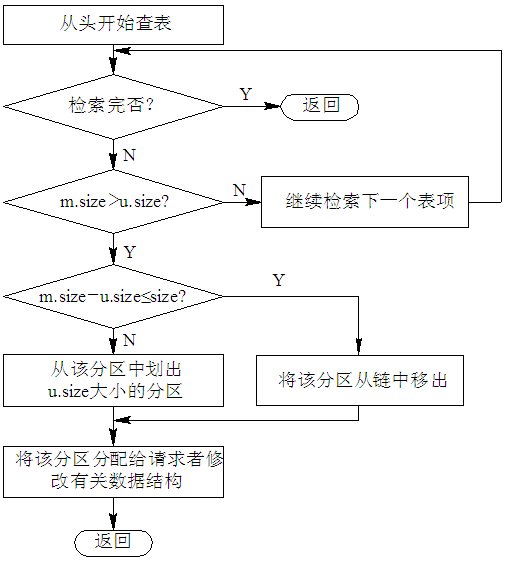 从头开始查表
检索完否？
Y
返回
N
m.size>u.size?
N
继续检索下一个表项
Y
m.size－u.size≤size?
Y
N
从该分区中划出
u.size大小的分区
将该分区从链中移出
将该分区分配给请求者修
改有关数据结构
返回